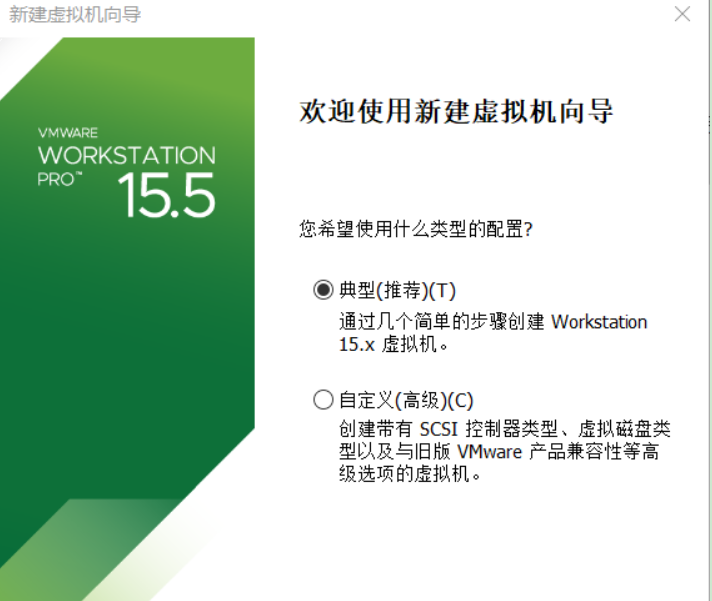 新建虚拟机向导
VMWARE
WORKSTATION
PRO™ 15.5
欢迎使用新建虚拟机向导
您希望使用什么类型的配置?
典型(推荐)(T)
通过几个简单的步骤创建 Workstation
15.x 虚拟机。
自定义(高级)(C)
创建带有 SCSI 控制器类型、虚拟磁盘类
型以及与旧版 VMware 产品兼容性等高
级选项的虚拟机。